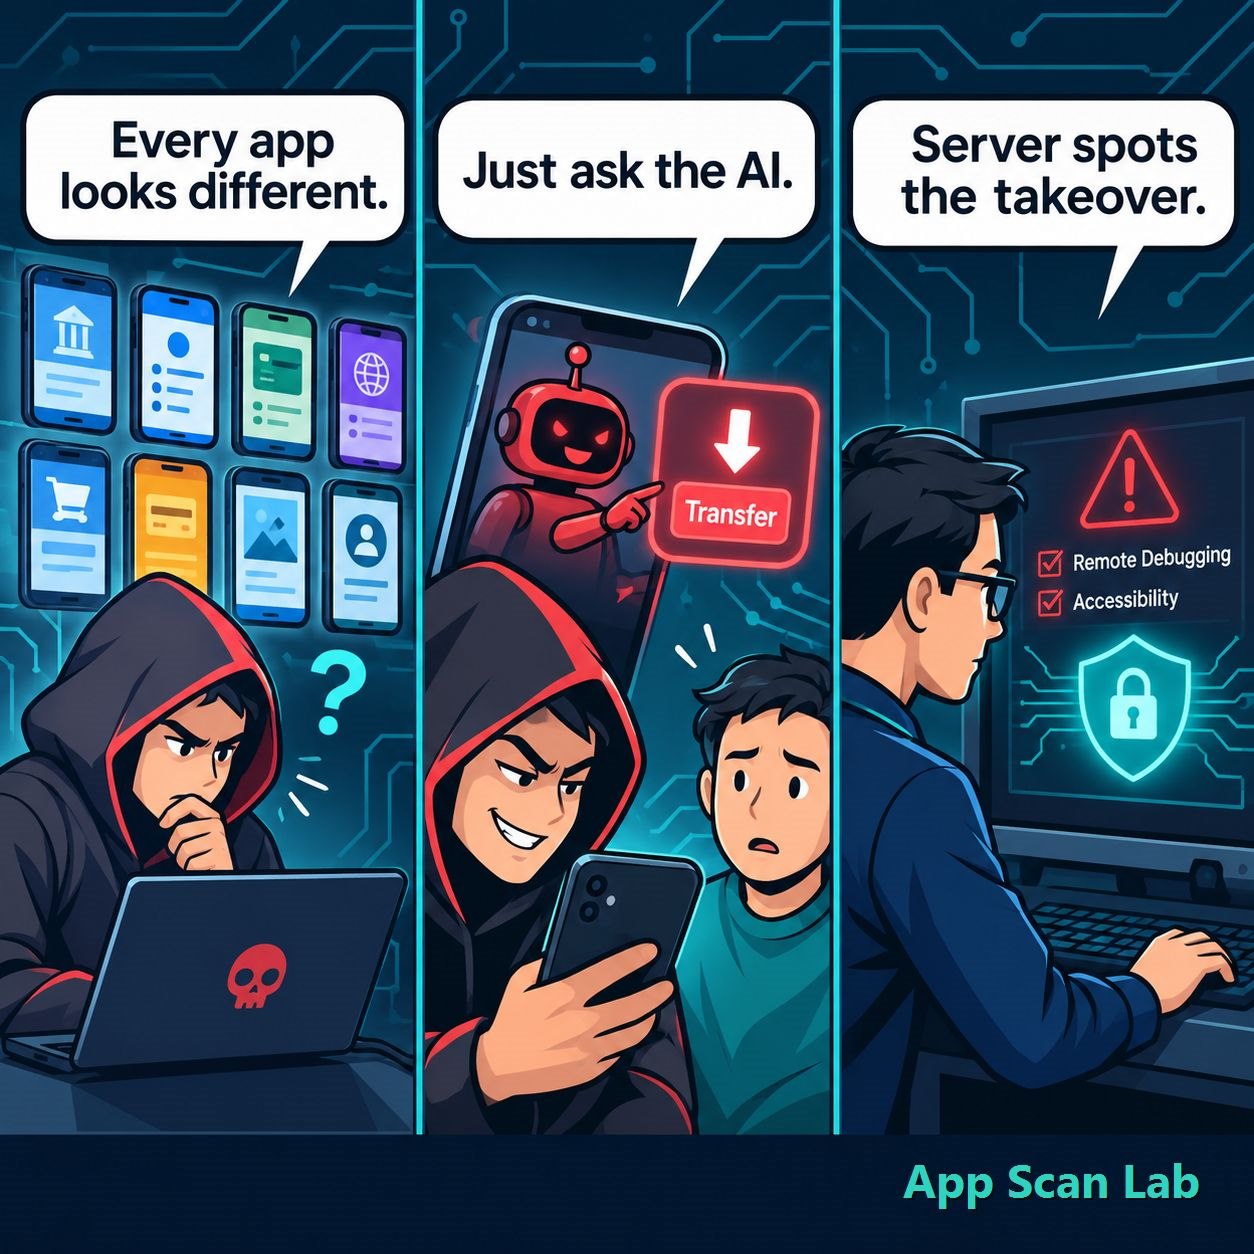 Every app
looks different.
Just ask the AI.
Transfer
Server spots
the takeover.
Remote Debugging
Accessibility
App Scan Lab